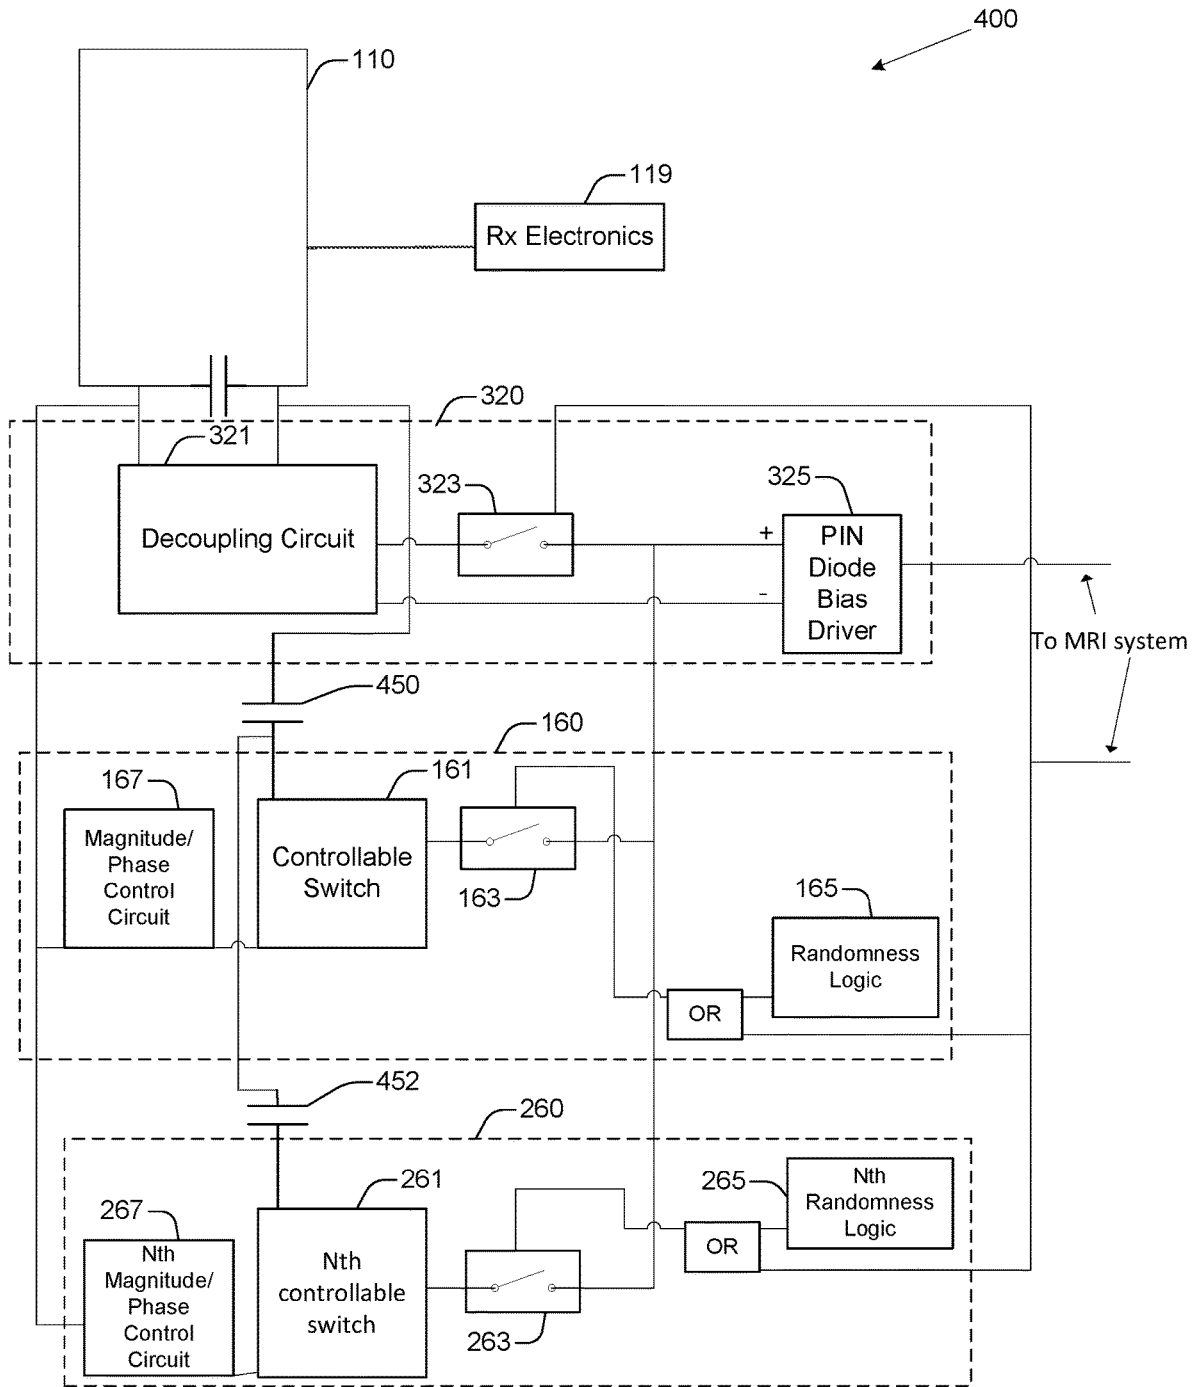 400
110
119
Rx Electronics
320
321
323
325
Decoupling Circuit
+
-
PIN
Diode
Bias
Driver
To MRI system
450
160
167
161
Magnitude/
Phase
Control
Circuit
Controllable
Switch
163
165
Randomness
Logic
OR
452
260
261
265
Nth
Randomness
Logic
267
OR
Nth
Magnitude/
Phase
Control
Circuit
Nth
controllable
switch
263